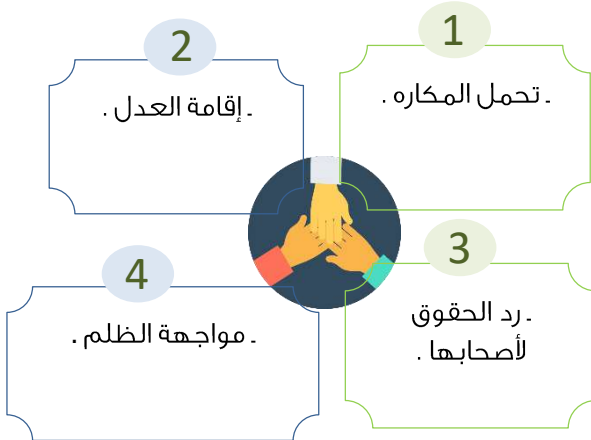 1
ـ تحمل المكاره .
2
ـ إقامة العدل .
3
ـ رد الحقوق
لأصحابها .
4
ـ مواجهة الظلم .